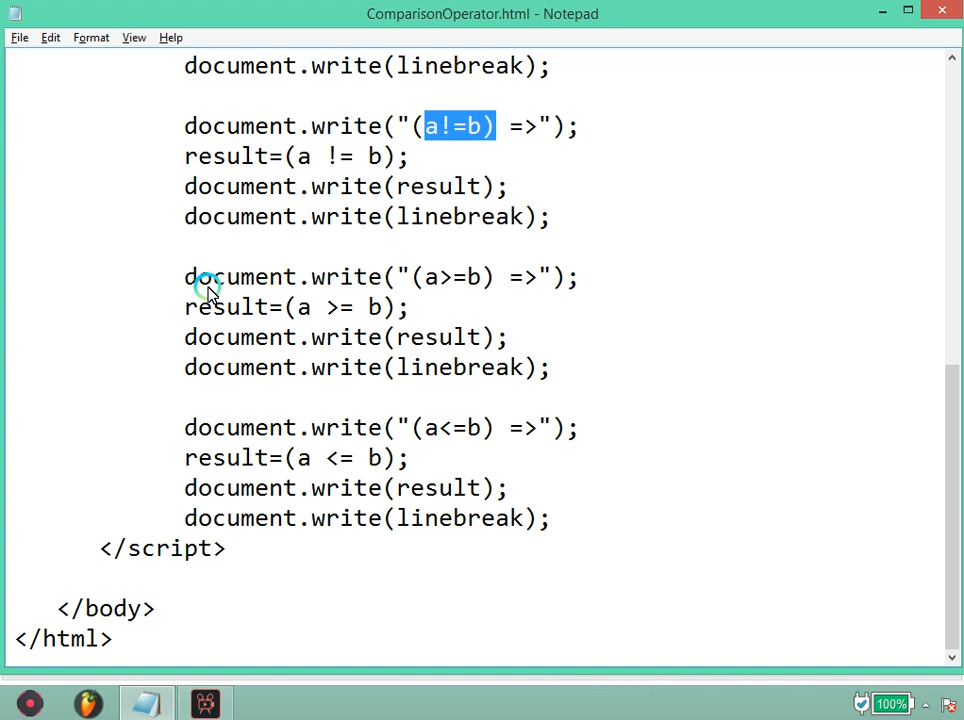 ComparisonOperator.html - Notepad
File Edit Format View Help
document.write(linebreak);
document.write("(a!=b) =>");
result=(a != b);
document.write(result);
document.write(linebreak);
document.write("(a>=b) =>");
result=(a >= b);
document.write(result);
document.write(linebreak);
document.write("(a<=b) =>");
result=(a <= b);
document.write(result);
document.write(linebreak);
</script>
</body>
</html>
100%